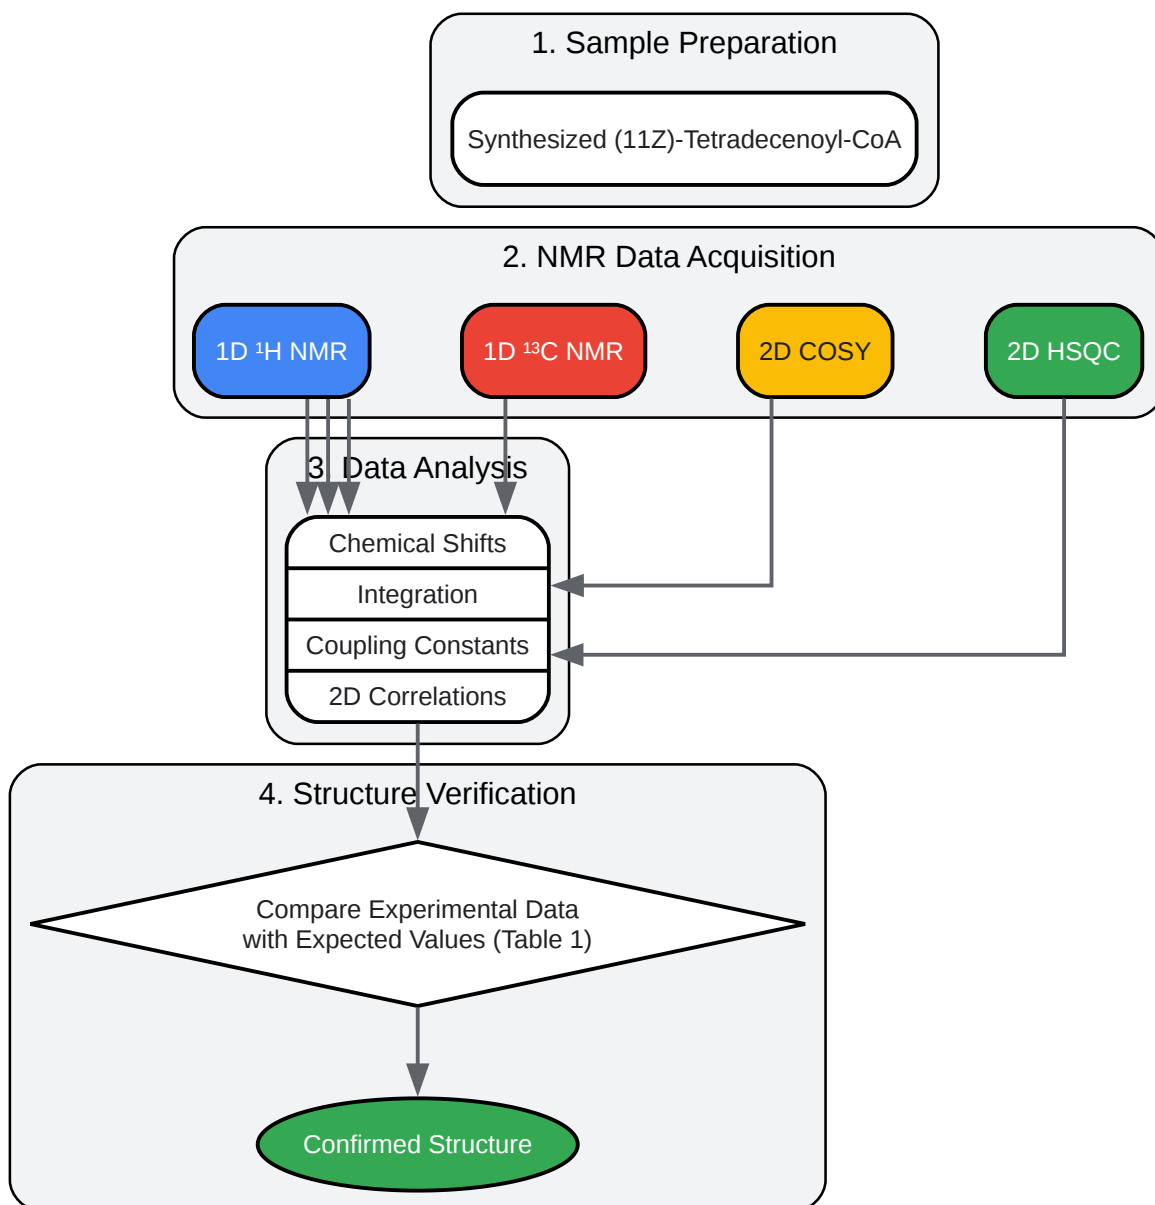 1. Sample Preparation
Synthesized (11Z)-Tetradecenoyl-CoA
2. NMR Data Acquisition
1D ¹H NMR
1D ¹³C NMR
2D COSY
2D HSQC
3. Data Analysis
Chemical Shifts
Integration
Coupling Constants
2D Correlations
4. Structure Verification
Compare Experimental Data
with Expected Values (Table 1)
Confirmed Structure